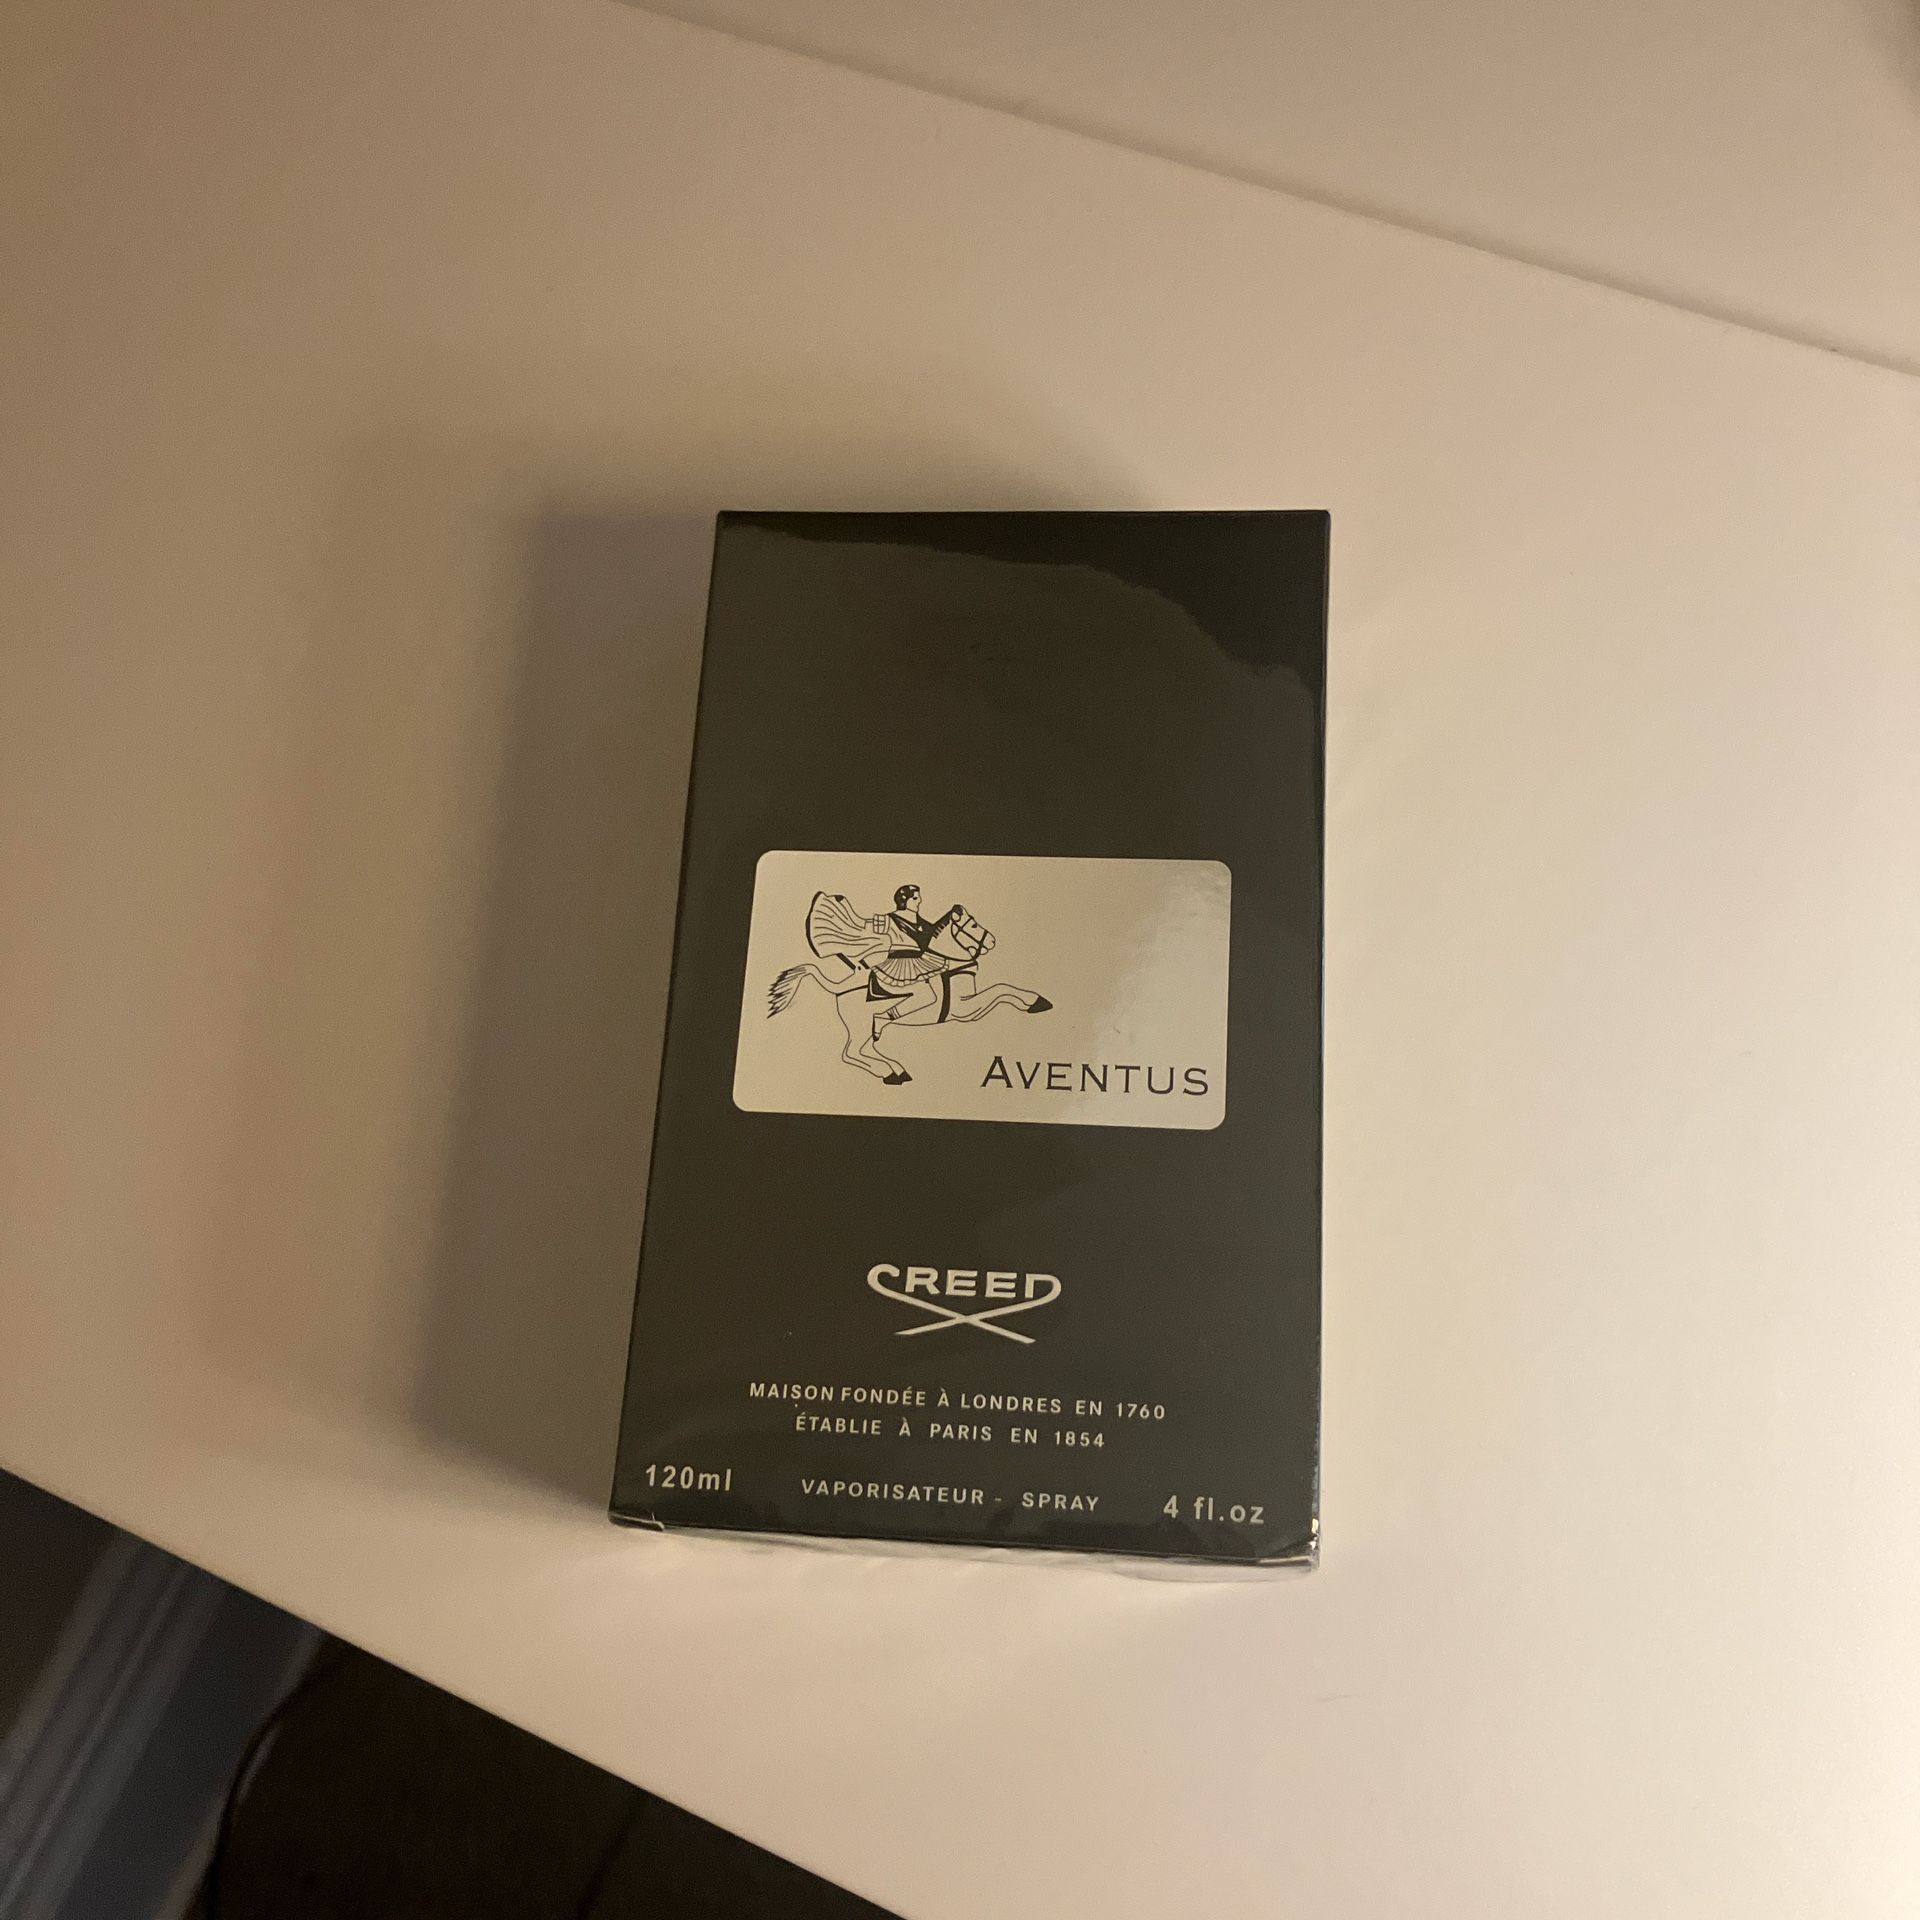 AVENTUS
CREED
MAISON FONDÉE À LONDRES EN 1760
ÉTABLIE À PARIS EN 1854
120ml VAPORISATEUR - SPRAY 4 fl.oz